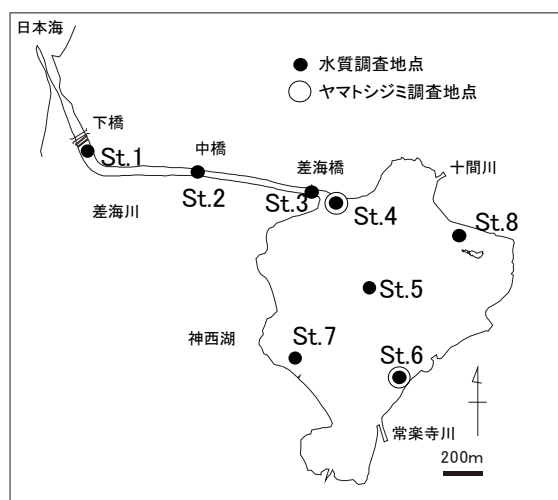 日本海
水質調査地点
ヤマトシジミ調査地点
下橋
St.1
中橋
差海橋
十間川
St.2
St.3
St.4
St.8
差海川
St.5
神西湖
St.7
St.6
常楽寺川
200m